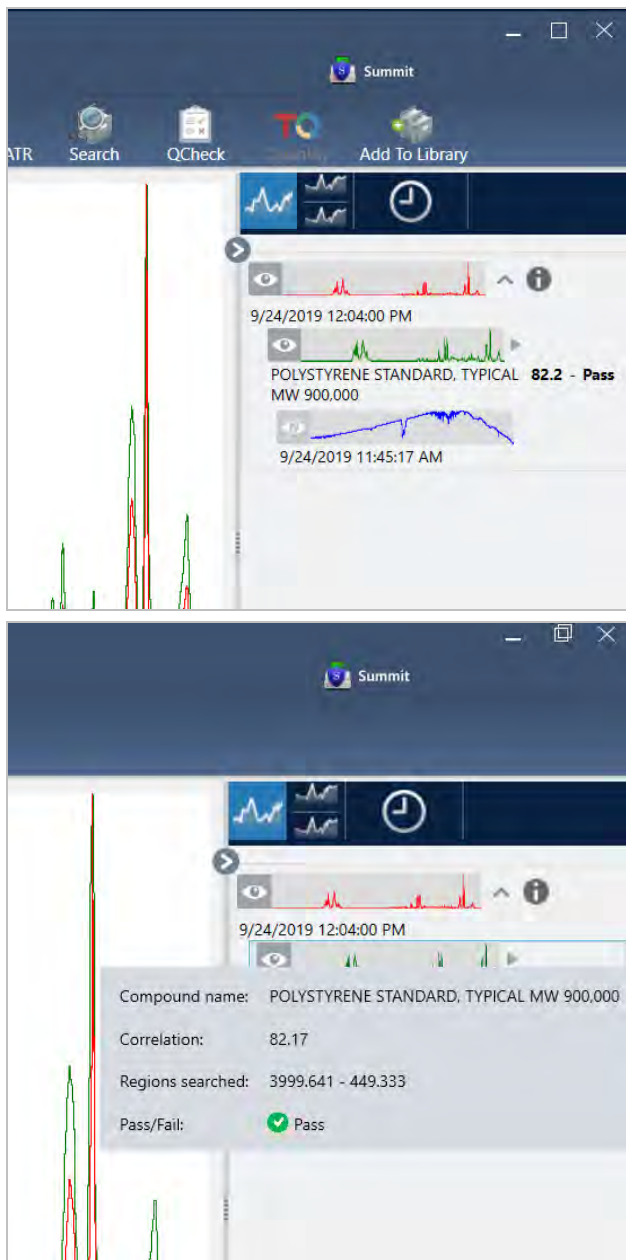 Summit
ATR Search QCheck Add To Library
9/24/2019 12:04:00 PM
POLYSTYRENE STANDARD, TYPICAL 82.2 - Pass
MW 900,000
9/24/2019 11:45:17 AM
Summit
9/24/2019 12:04:00 PM
Compound name: POLYSTYRENE STANDARD, TYPICAL MW 900,000
Correlation: 82.17
Regions searched: 3999.641 - 449.333
Pass/Fail: Pass